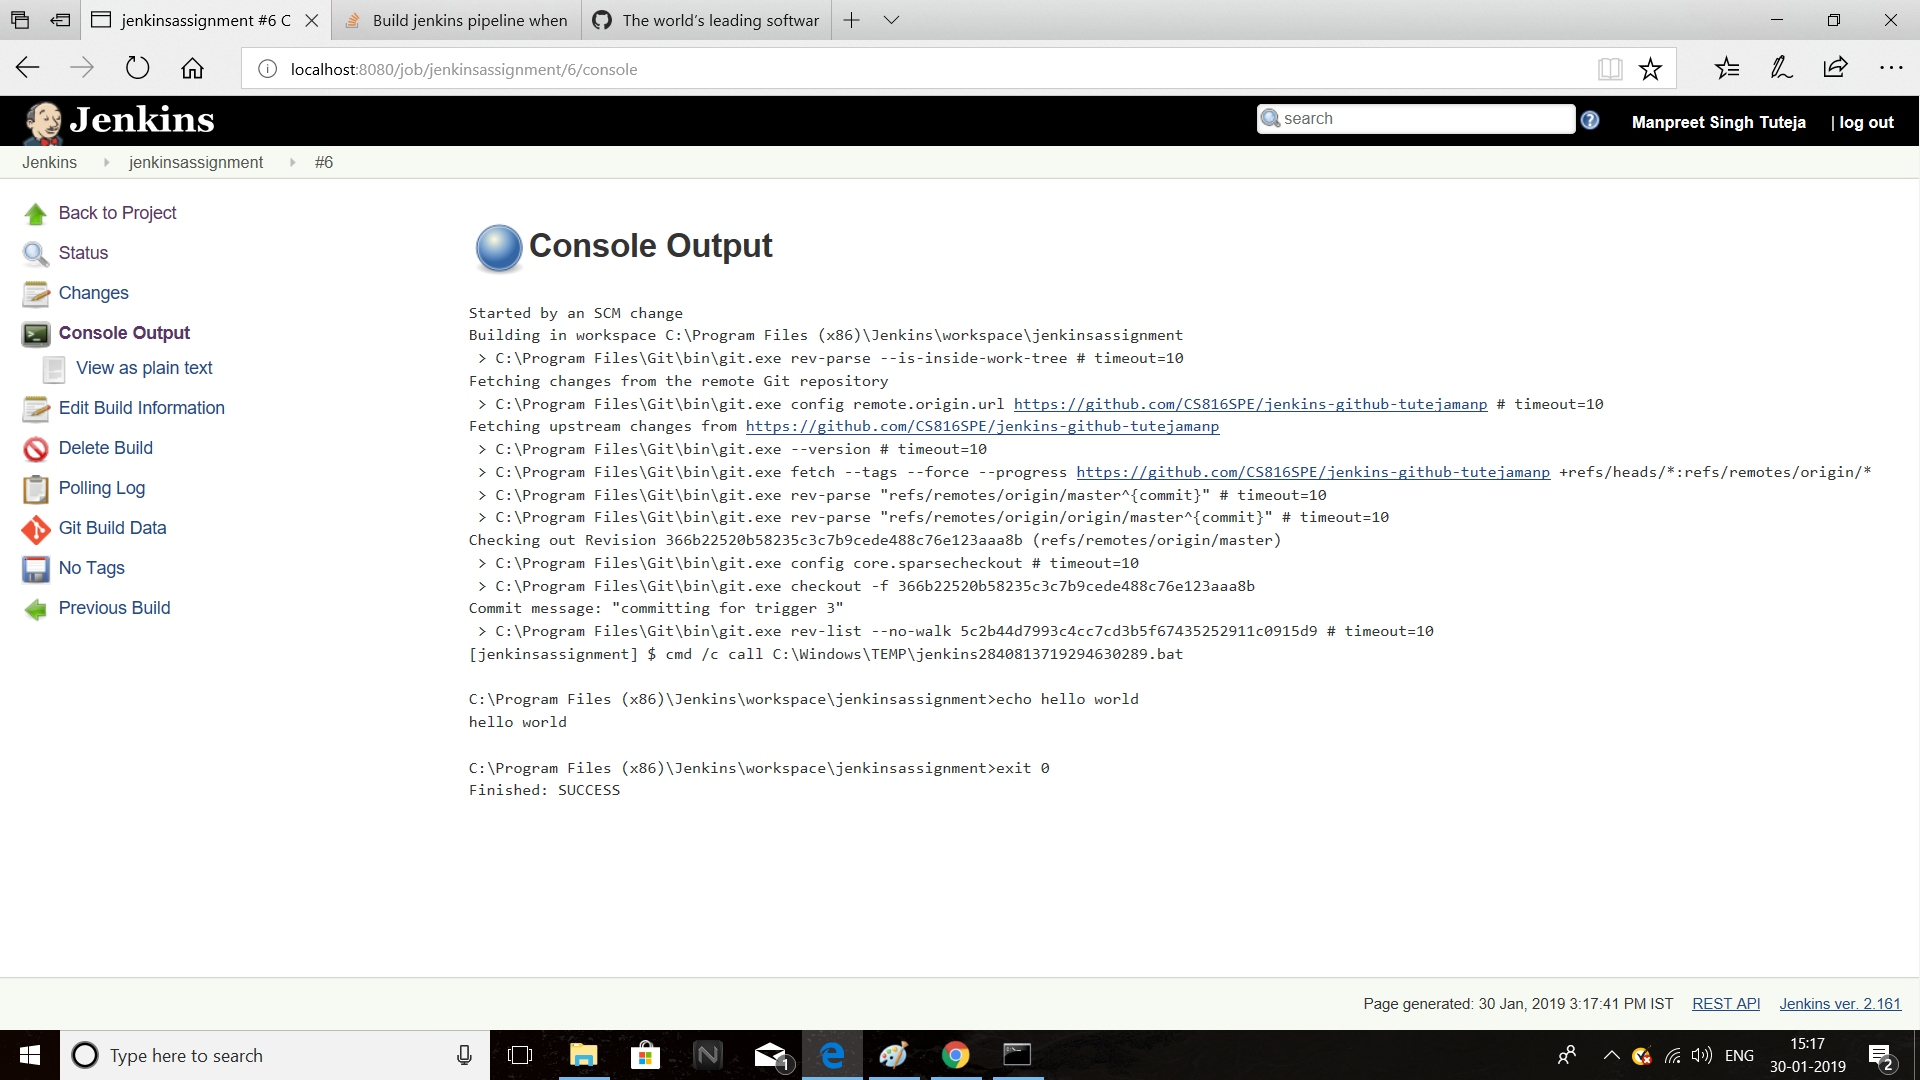 jenkinsassignment #6 C
Build jenkins pipeline when
The world's leading softwar
localhost:8080/job/jenkinsassignment/6/console
Jenkins
search
Manpreet Singh Tuteja
| log out
Jenkins
jenkinsassignment
#6
Back to Project
Status
Changes
Console Output
View as plain text
Edit Build Information
Delete Build
Polling Log
Git Build Data
No Tags
Previous Build
Console Output
Started by an SCM change
Building in workspace C:\Program Files (x86)\Jenkins\workspace\jenkinsassignment
> C:\Program Files\Git\bin\git.exe rev-parse --is-inside-work-tree # timeout=10
Fetching changes from the remote Git repository
> C:\Program Files\Git\bin\git.exe config remote.origin.url https://github.com/CS816SPE/jenkins-github-tutejamanp # timeout=10
Fetching upstream changes from https://github.com/CS816SPE/jenkins-github-tutejamanp
> C:\Program Files\Git\bin\git.exe --version # timeout=10
> C:\Program Files\Git\bin\git.exe fetch --tags --force --progress https://github.com/CS816SPE/jenkins-github-tutejamanp +refs/heads/*:refs/remotes/origin/*
> C:\Program Files\Git\bin\git.exe rev-parse "refs/remotes/origin/master^{commit}" # timeout=10
> C:\Program Files\Git\bin\git.exe rev-parse "refs/remotes/origin/origin/master^{commit}" # timeout=10
Checking out Revision 366b22520b58235c3c7b9cede488c76e123aaa8b (refs/remotes/origin/master)
> C:\Program Files\Git\bin\git.exe config core.sparsecheckout # timeout=10
> C:\Program Files\Git\bin\git.exe checkout -f 366b22520b58235c3c7b9cede488c76e123aaa8b
Commit message: "committing for trigger 3"
> C:\Program Files\Git\bin\git.exe rev-list --no-walk 5c2b44d7993c4cc7cd3b5f67435252911c0915d9 # timeout=10
[jenkinsassignment] $ cmd /c call C:\Windows\TEMP\jenkins2840813719294630289.bat
C:\Program Files (x86)\Jenkins\workspace\jenkinsassignment>echo hello world
hello world
C:\Program Files (x86)\Jenkins\workspace\jenkinsassignment>exit 0
Finished: SUCCESS
Page generated: 30 Jan, 2019 3:17:41 PM IST
REST API
Jenkins ver. 2.161
Type here to search
1
ENG
15:17
30-01-2019
2